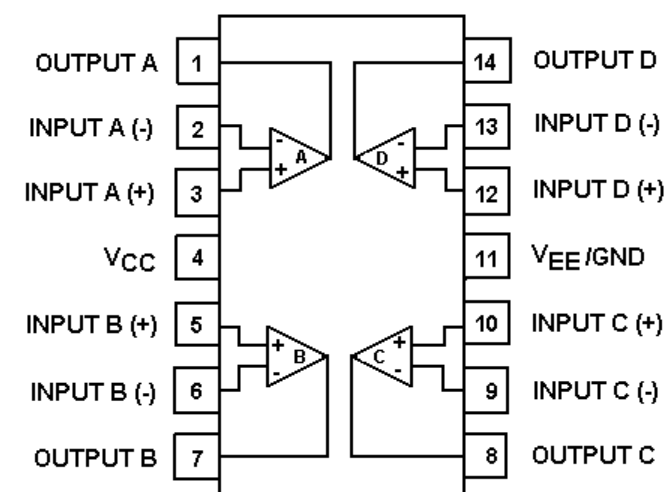 OUTPUT A 1 14 OUTPUT D
INPUT A (-) 2 - - 13 INPUT D (-)
A D
INPUT A (+) 3 + + 12 INPUT D (+)
VCC 4 11 VEE/GND
INPUT B (+) 5 + + 10 INPUT C (+)
B C
INPUT B (-) 6 - - 9 INPUT C (-)
OUTPUT B 7 8 OUTPUT C